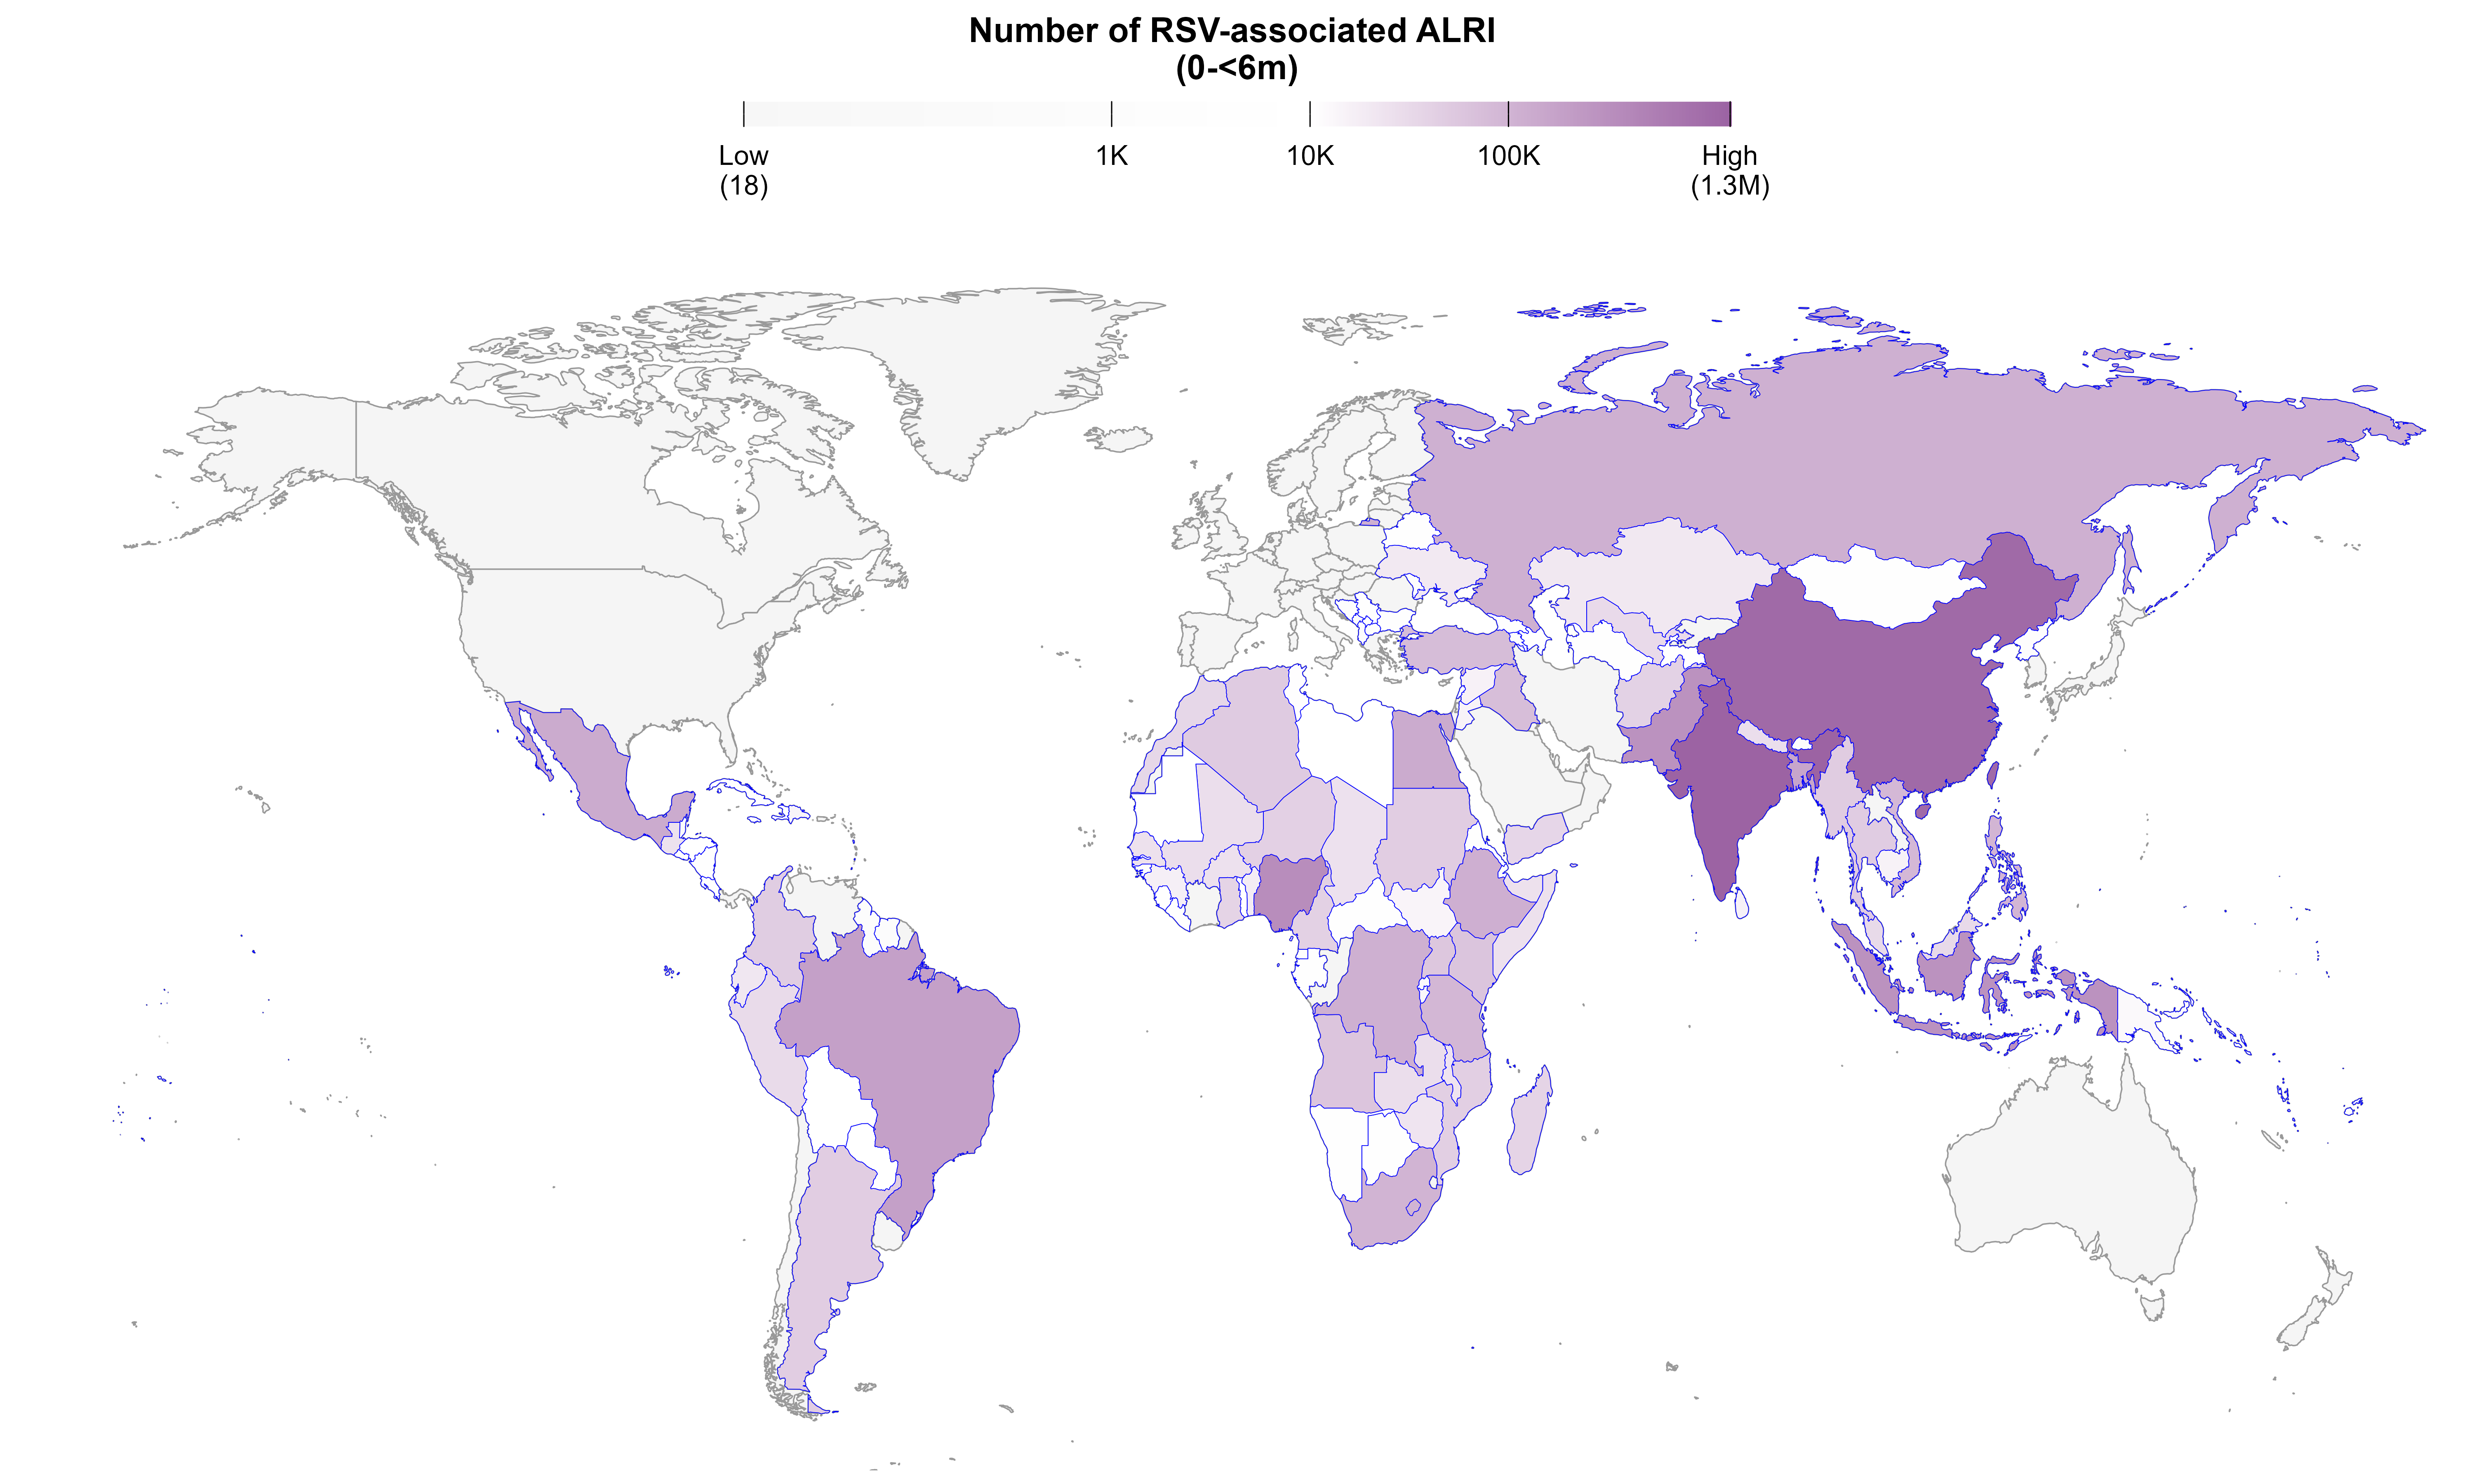 Number of RSV-associated ALRI
(0-<6m)
Low
(18)
1K
10K
100K
High
(1.3M)